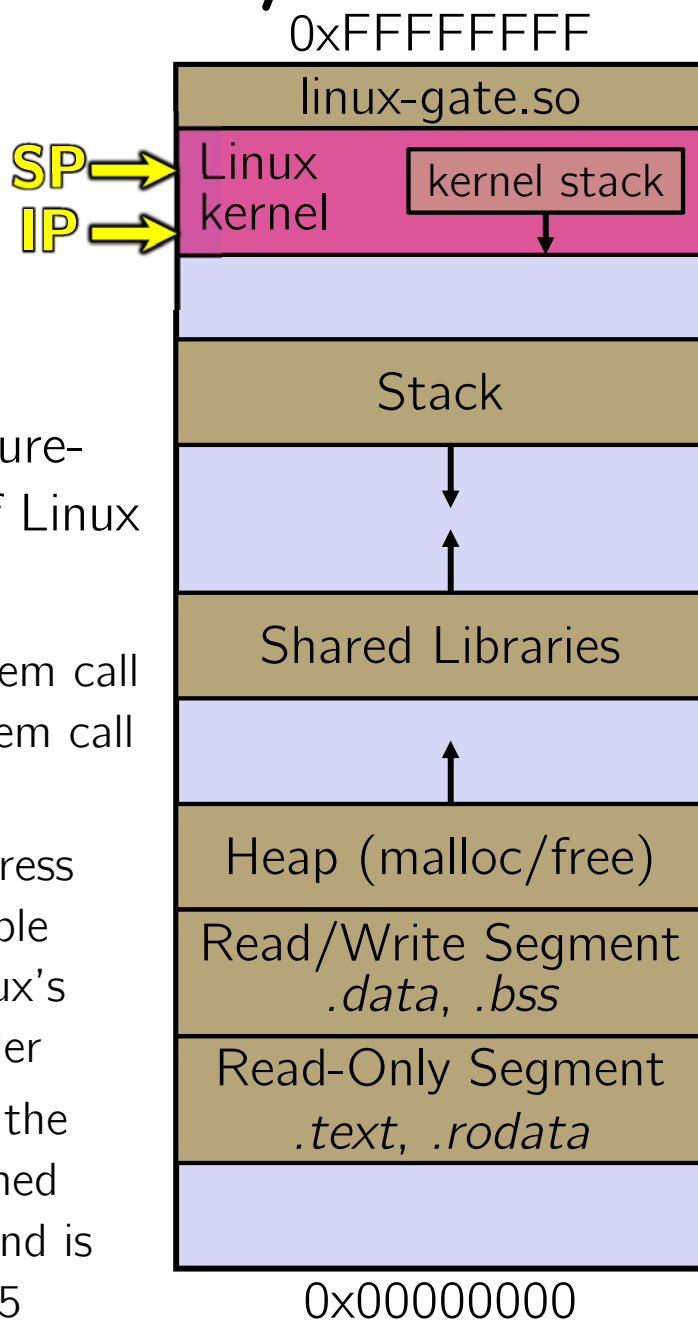 0xFFFFFFFF
linux-gate.so
SP
Linux
kernel
kernel stack
IP
Stack
ure-
f Linux
Shared Libraries
em call
em call
Heap (malloc/free)
ress
ple
ux's
ler
Read/Write Segment
.data, .bss
Read-Only Segment
.text, .rodata
the
ned
nd is
5
0x00000000